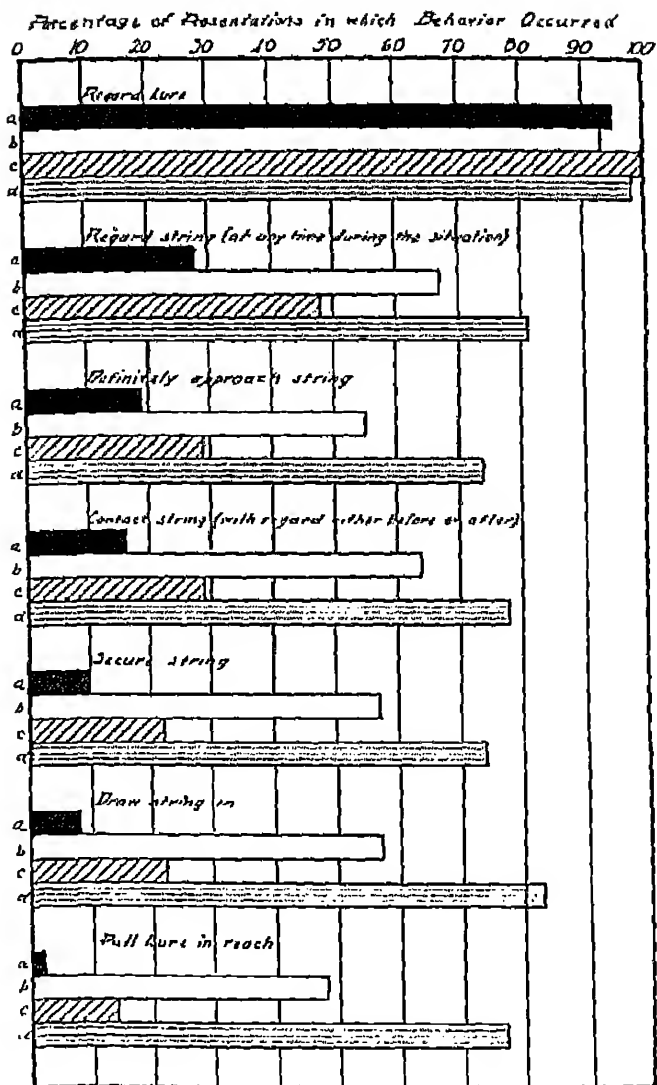 Percentage of Presentations in which Behavior Occurred
0 10 20 30 40 50 60 70 80 90 100
Regard lure
a
b
c
d
Regard string (at any time during the situation)
a
b
c
d
Definitely approach string
a
b
c
d
Contact string (with regard either before or after)
a
b
c
d
Secure string
a
b
c
d
Draw string in
a
b
c
d
Pull lure in reach
a
b
c
d